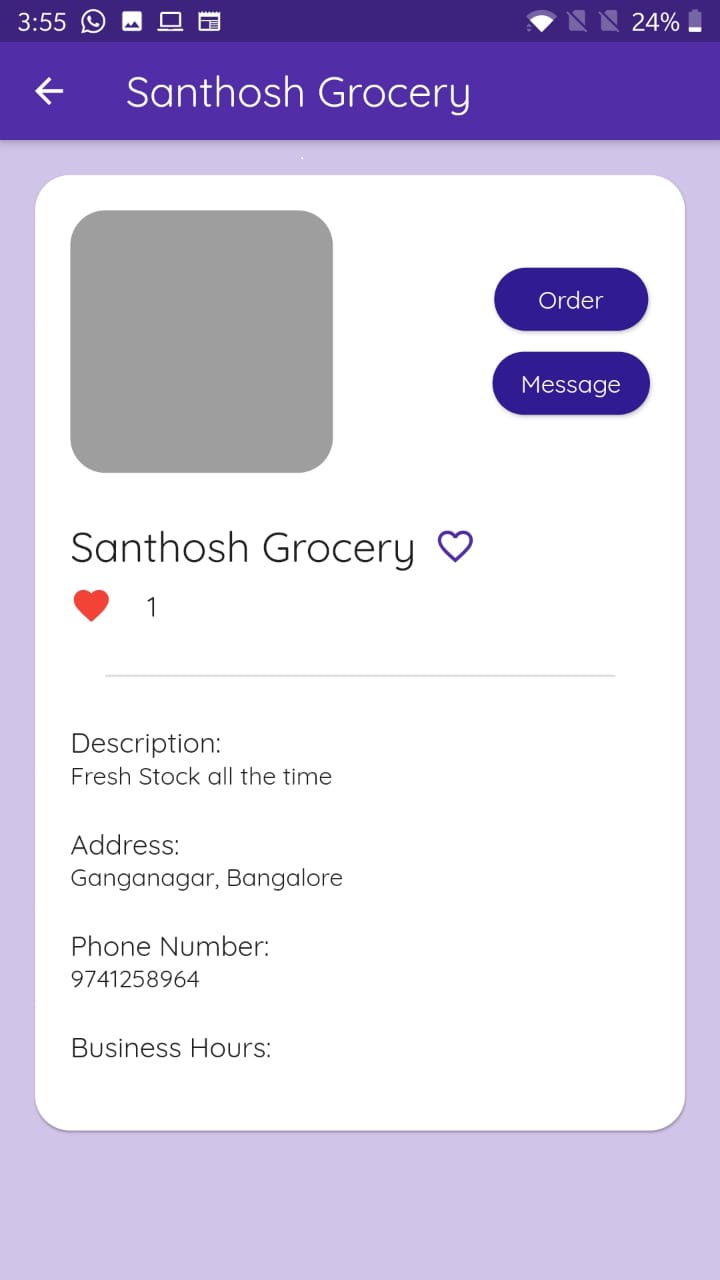 3:55 24%
Santhosh Grocery
Order
Message
Santhosh Grocery
1
Description:
Fresh Stock all the time
Address:
Ganganagar, Bangalore
Phone Number:
9741258964
Business Hours: